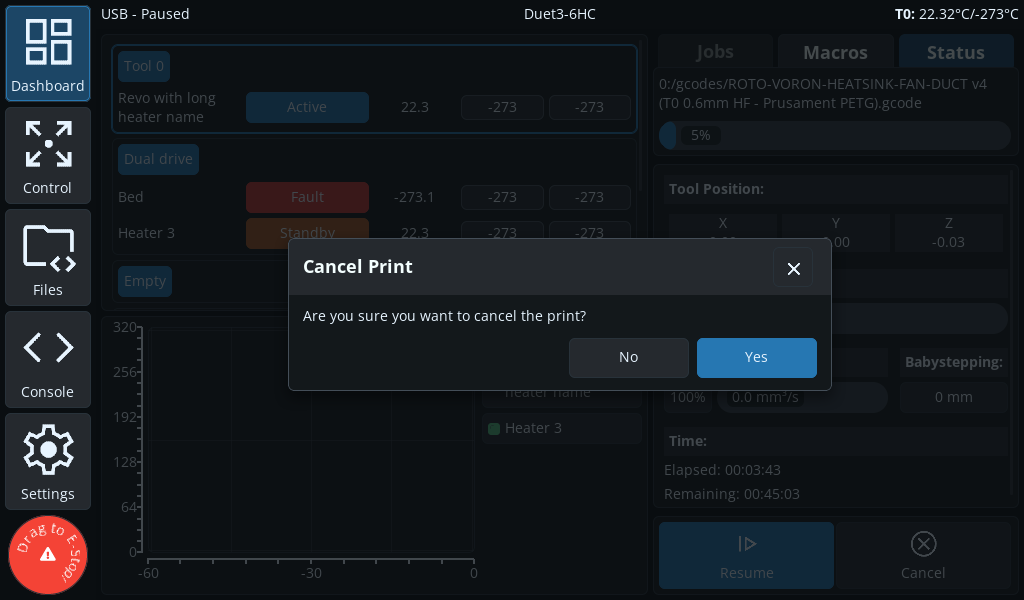 USB - Paused
Duet3-6HC
T0: 22.32°C/-273°C
Dashboard
Control
Files
Console
Settings
Drag to E-Stop!
Tool 0
Revo with long
heater name
Active
22.3
-273
-273
Dual drive
Bed
Fault
-273.1
-273
-273
Heater 3
Standby
22.3
-273
-273
Empty
Cancel Print
Are you sure you want to cancel the print?
No
Yes
320
256
192
128
64
0
-60
-30
0
heater name
Heater 3
Jobs
Macros
Status
0:/gcodes/ROTO-VORON-HEATSINK-FAN-DUCT v4
(T0 0.6mm HF - Prusament PETG).gcode
5%
Tool Position:
X
Y
Z
-0.03
Babystepping:
100%
0.0 mm³/s
0 mm
Time:
Elapsed: 00:03:43
Remaining: 00:45:03
Resume
Cancel